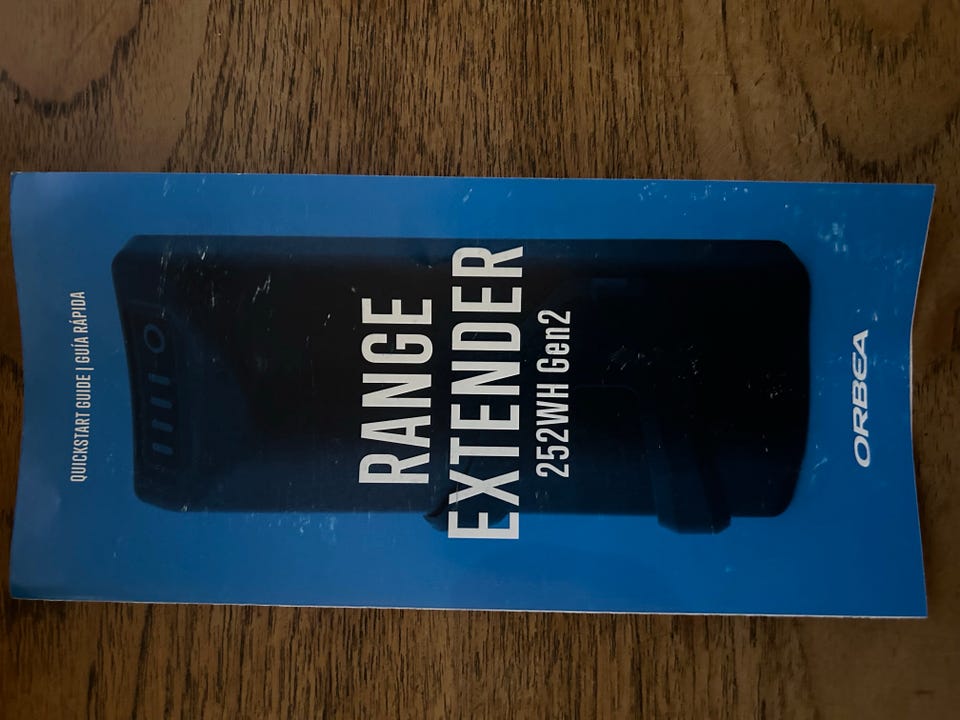 QUICKSTART GUIDE | GUÍA RÁPIDA
RANGE
EXTENDER
252WH Gen2
ORBEA